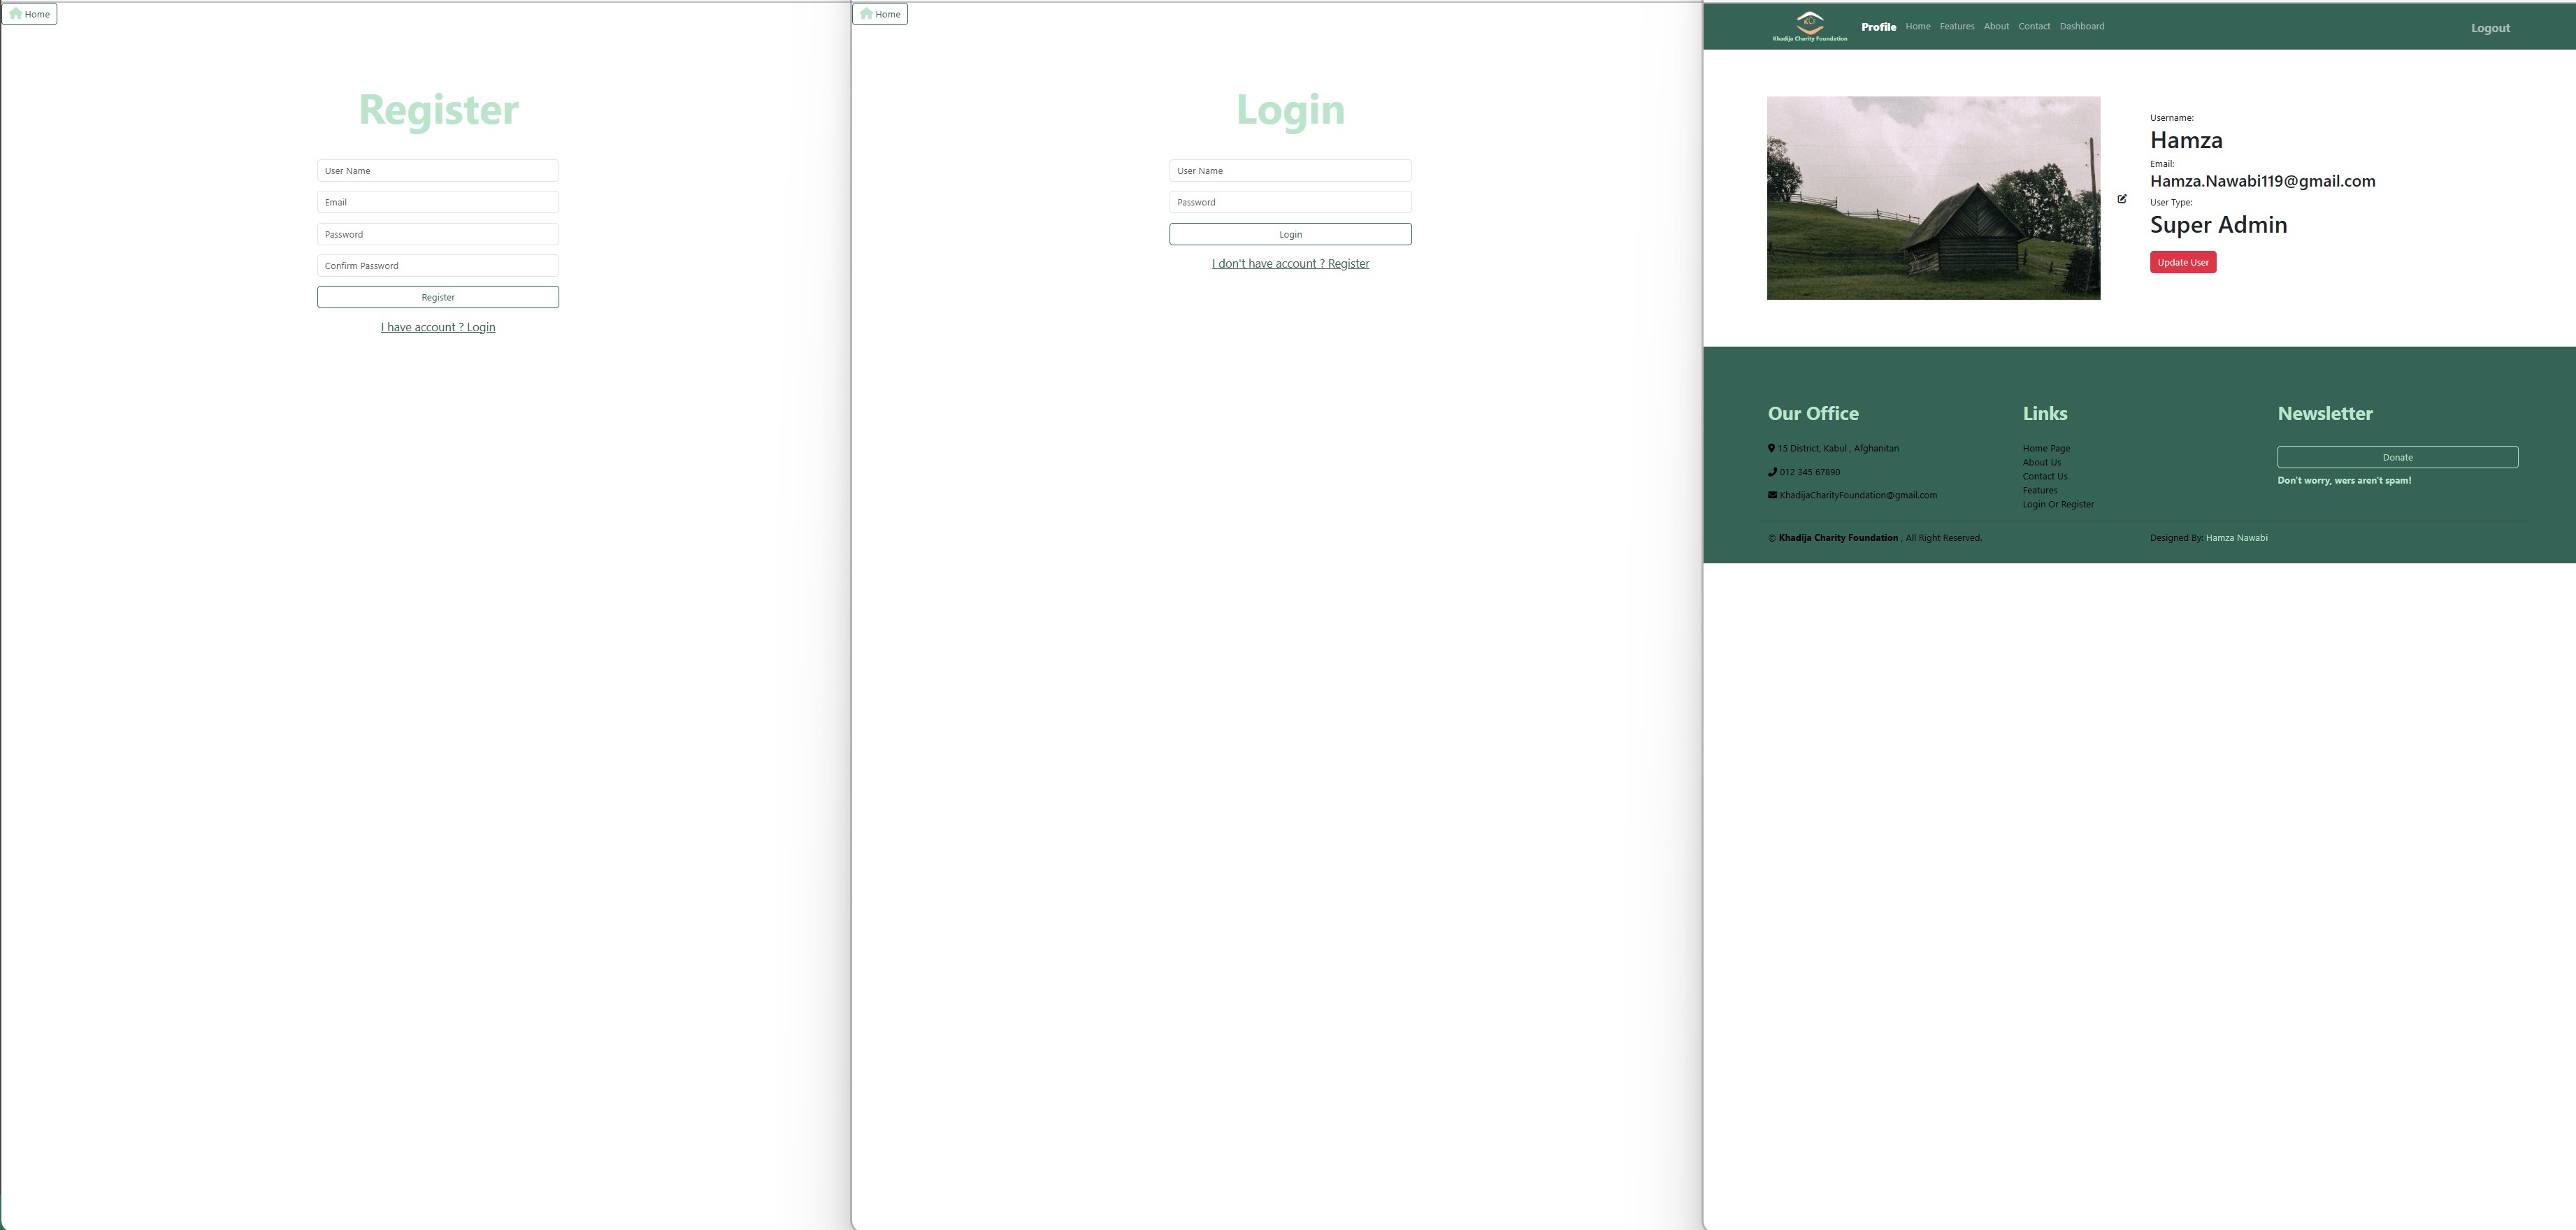 Home
Register
User Name
Email
Password
Confirm Password
Register
I have account ? Login
Home
Login
User Name
Password
Login
I don't have account ? Register
KCF
Khadija Charity Foundation
Profile Home Features About Contact Dashboard
Logout
Username:
Hamza
Email:
Hamza.Nawabi119@gmail.com
User Type:
Super Admin
Update User
Our Office
15 District, Kabul , Afghanitan
012 345 67890
KhadijaCharityFoundation@gmail.com
Links
Home Page
About Us
Contact Us
Features
Login Or Register
Newsletter
Donate
Don't worry, wers aren't spam!
© Khadija Charity Foundation , All Right Reserved.
Designed By: Hamza Nawabi